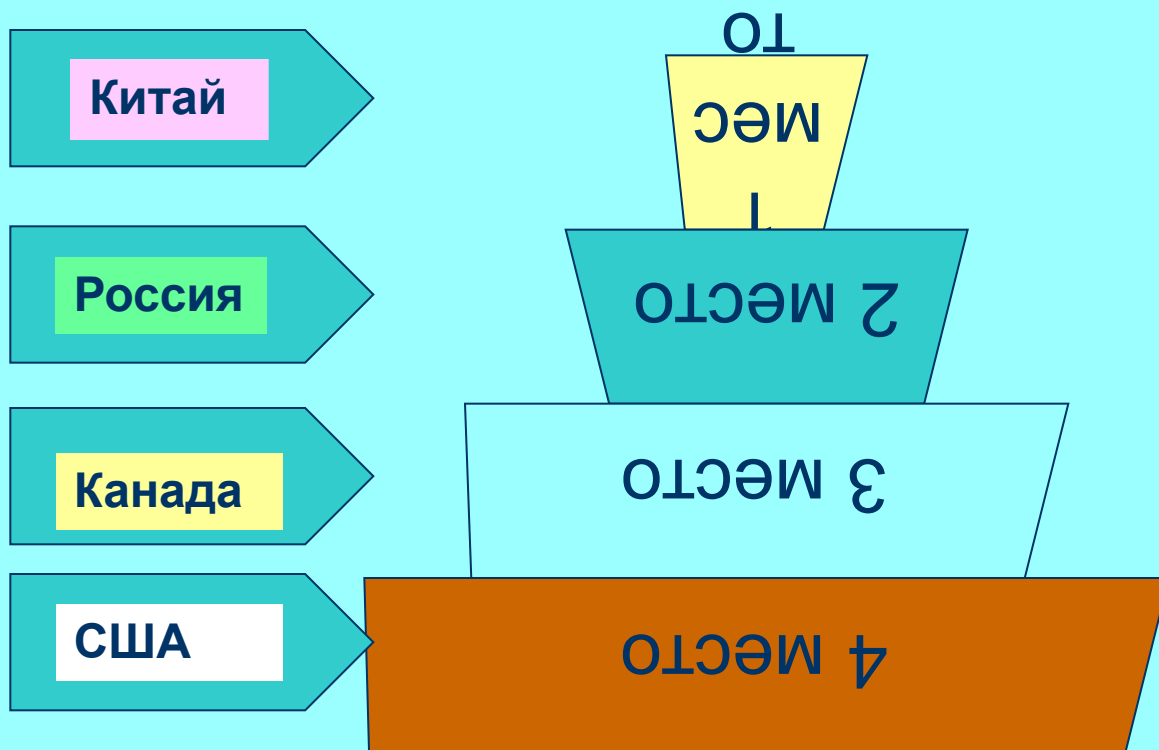 Китай
Россия
Канада
США
1
мес
то
2 место
3 место
4 место